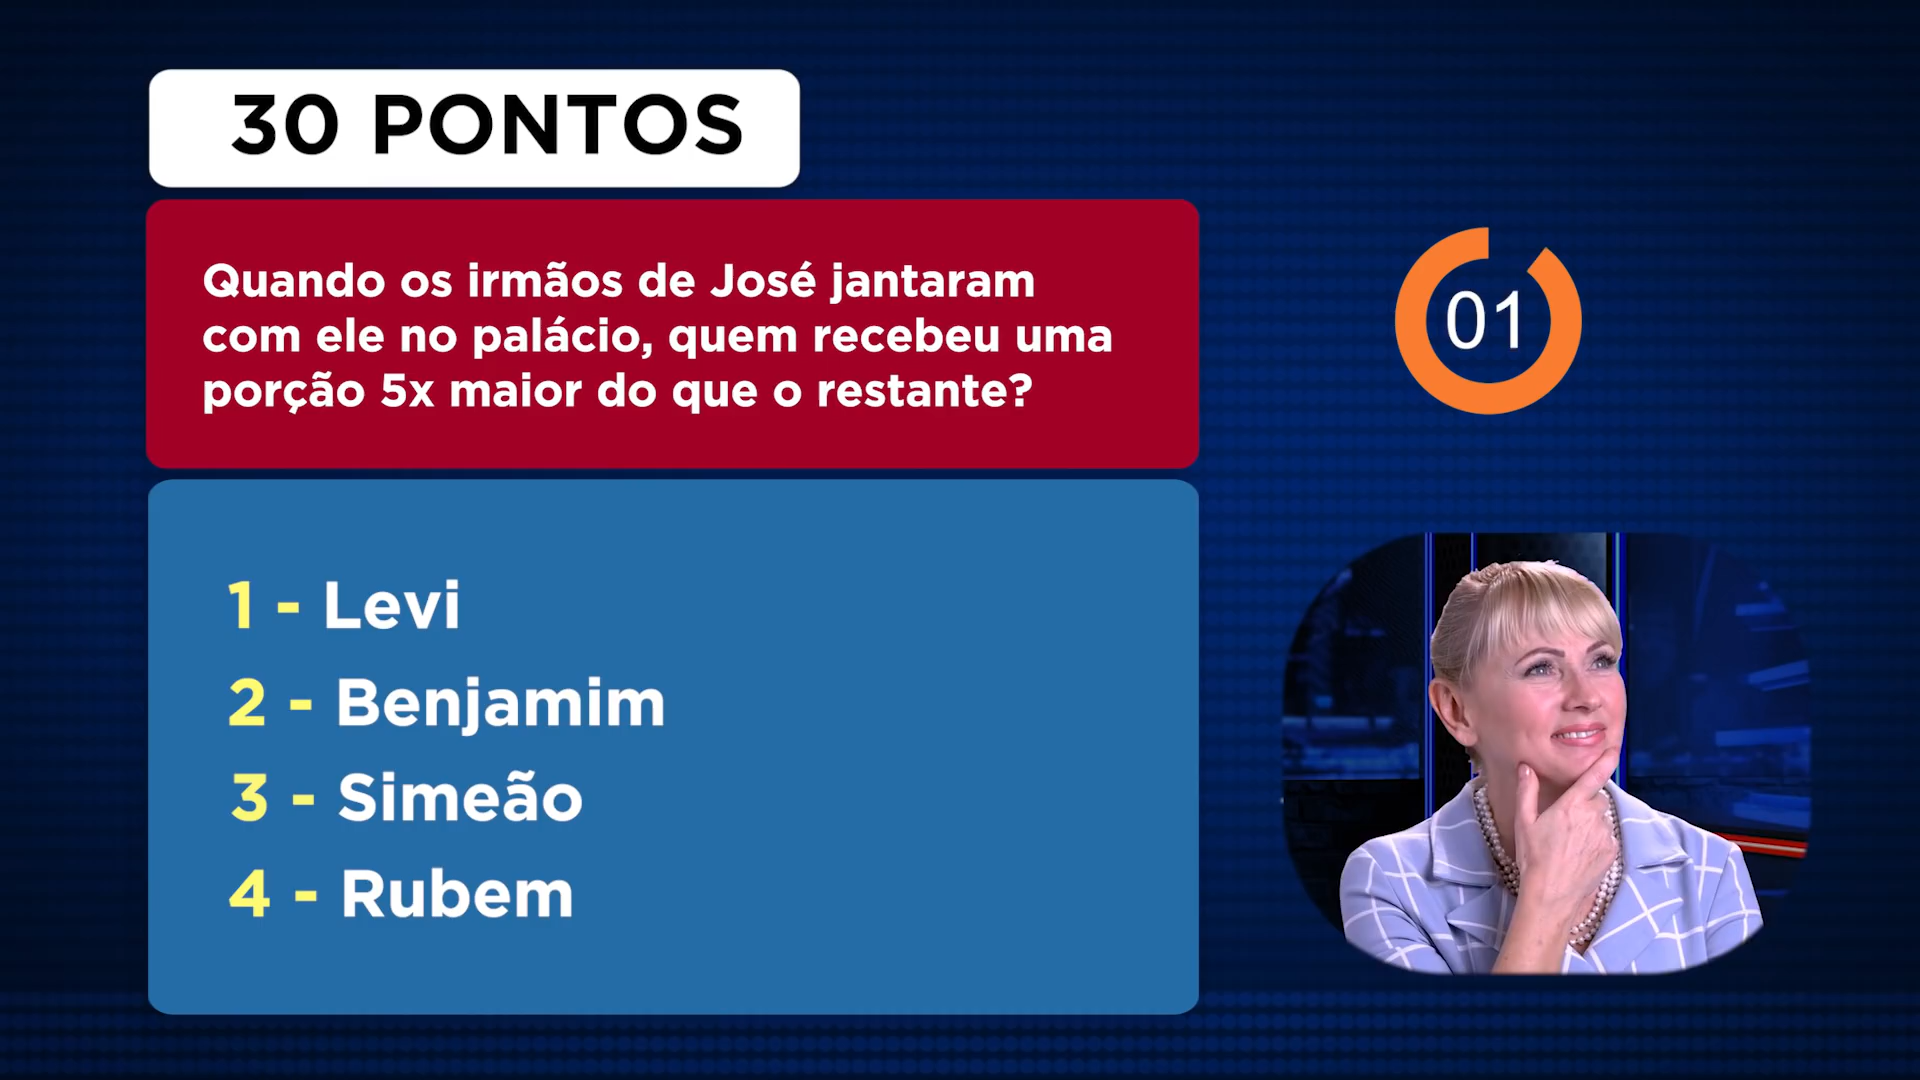 30 PONTOS
Quando os irmãos de José jantaram
com ele no palácio, quem recebeu uma
porção 5x maior do que o restante?
01
1 - Levi
2 - Benjamim
3 - Simeão
4 - Rubem